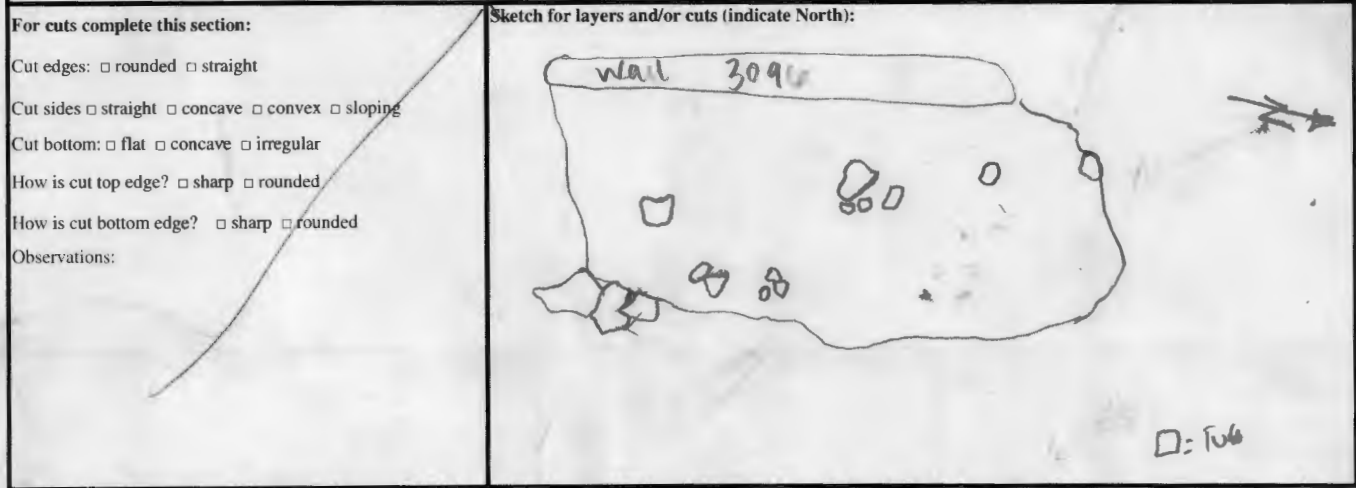 For cuts complete this section:
Cut edges: □ rounded □ straight
Cut sides □ straight □ concave □ convex □ sloping
Cut bottom: □ flat □ concave □ irregular
How is cut top edge? □ sharp □ rounded
How is cut bottom edge? □ sharp □ rounded
Observations:
Sketch for layers and/or cuts (indicate North):
Wall 3096
□ =